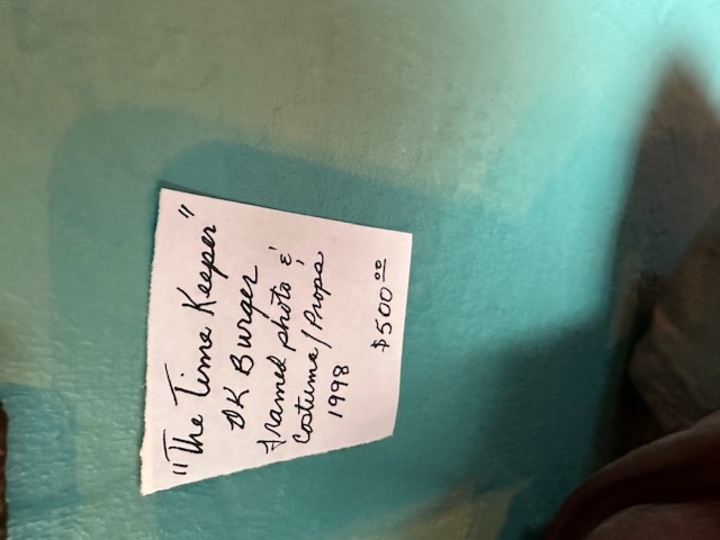 "The Time Keeper"
DK Burger
framed photo &
Costume/Props
1998
$500.00